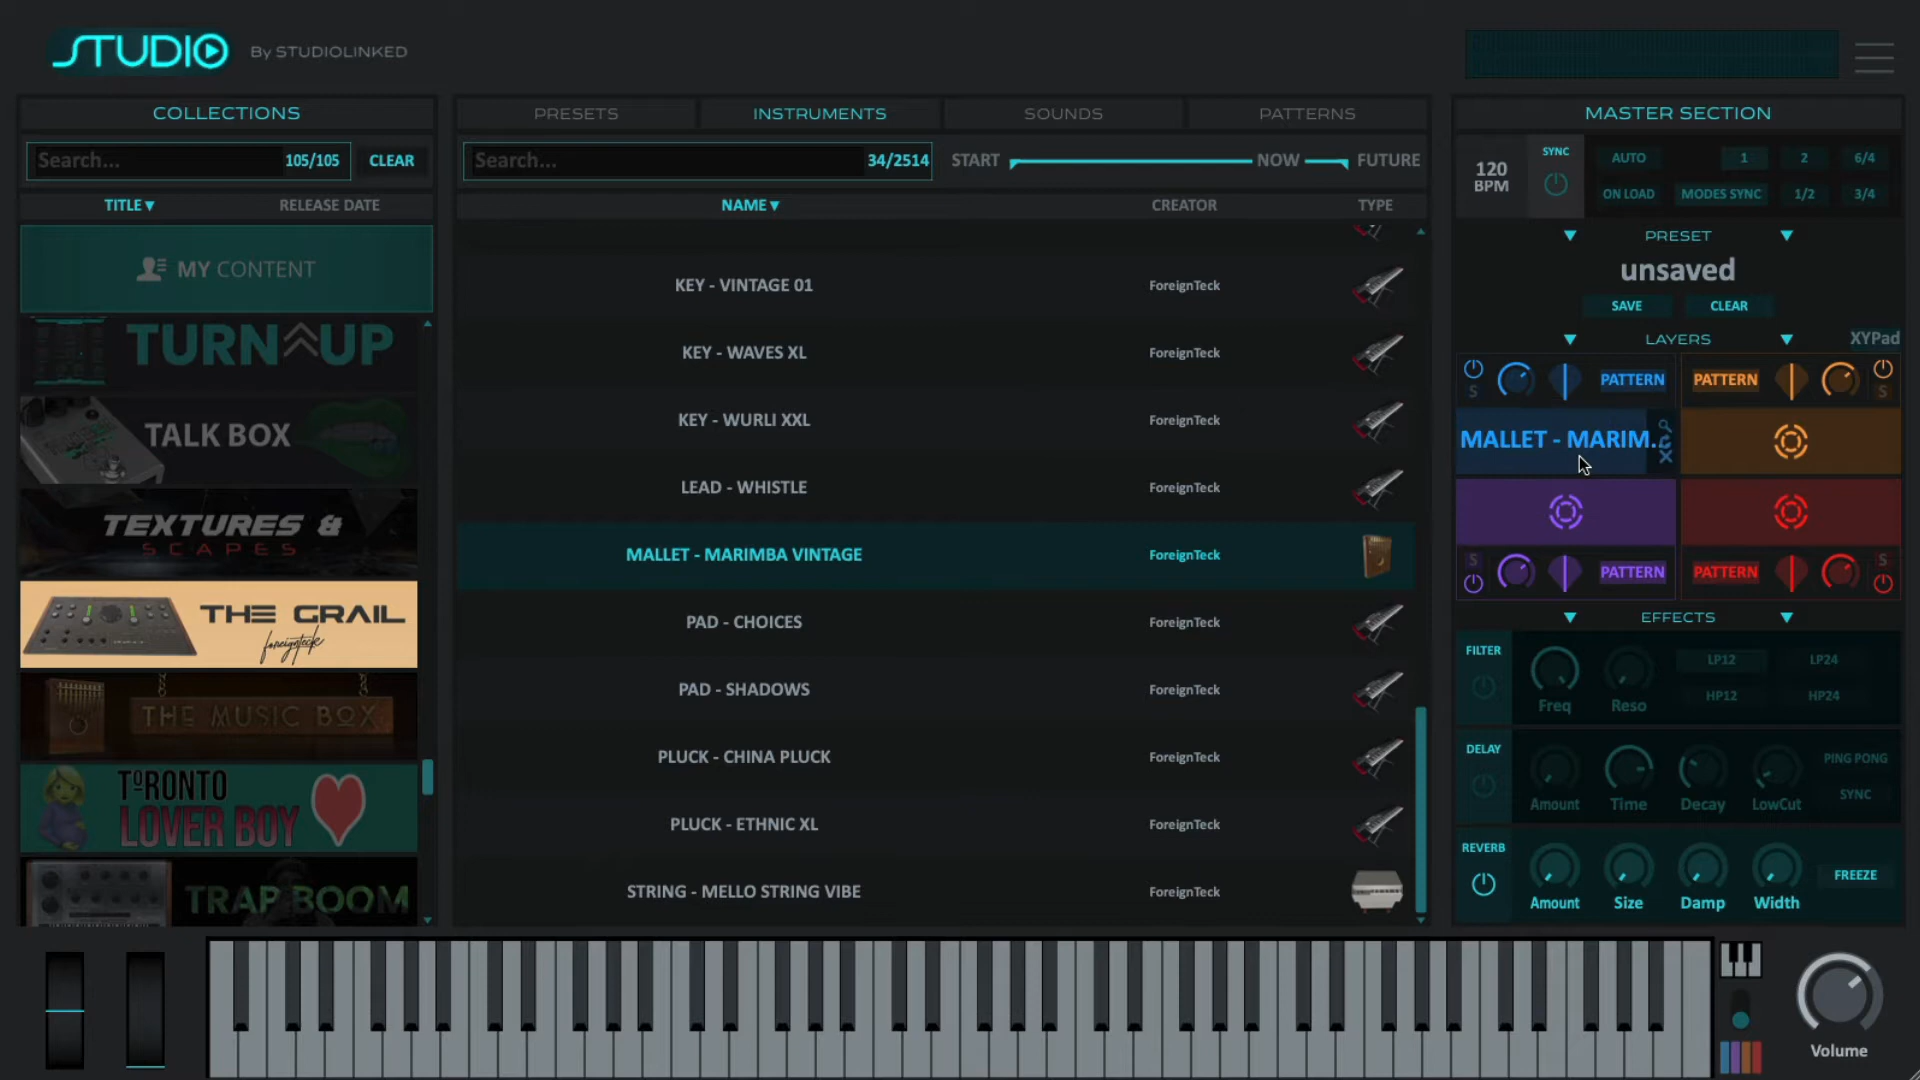 STUDIO By STUDIOLINKED
COLLECTIONS
Search... 105/105 CLEAR
TITLE▼ RELEASE DATE
MY CONTENT
TURN UP
TALK BOX
TEXTURES &
SCAPES
THE GRAIL
foreignteck
THE MUSIC BOX
TORONTO
LOVER BOY
TRAP BOOM
PRESETS INSTRUMENTS SOUNDS PATTERNS
Search... 34/2514 START NOW FUTURE
NAME▼ CREATOR TYPE
KEY - VINTAGE 01 ForeignTeck
KEY - WAVES XL ForeignTeck
KEY - WURLI XXL ForeignTeck
LEAD - WHISTLE ForeignTeck
MALLET - MARIMBA VINTAGE ForeignTeck
PAD - CHOICES ForeignTeck
PAD - SHADOWS ForeignTeck
PLUCK - CHINA PLUCK ForeignTeck
PLUCK - ETHNIC XL ForeignTeck
STRING - MELLO STRING VIBE ForeignTeck
MASTER SECTION
120 BPM SYNC AUTO 1 2 6/4
ON LOAD MODES SYNC 1/2 3/4
▼ PRESET ▼
unsaved
SAVE CLEAR
▼ LAYERS ▼ XYPad
S PATTERN PATTERN S
MALLET - MARIM...
S PATTERN PATTERN S
▼ EFFECTS ▼
FILTER Freq Reso LP12 LP24
HP12 HP24
DELAY Amount Time Decay LowCut PING PONG
SYNC
REVERB Amount Size Damp Width FREEZE
Volume